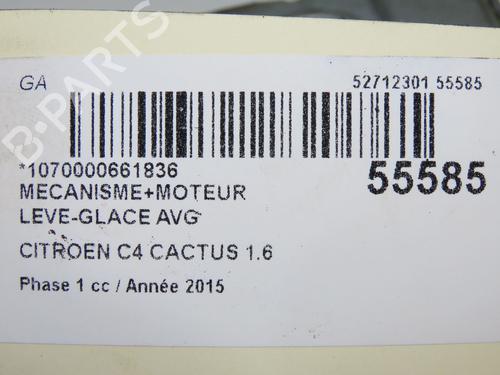 GA
52712301 55585
*1070000661836
55585
MECANISME+MOTEUR
LEVE-GLACE AVG
CITROEN C4 CACTUS 1.6
Phase 1 cc / Année 2015
B-PARTS